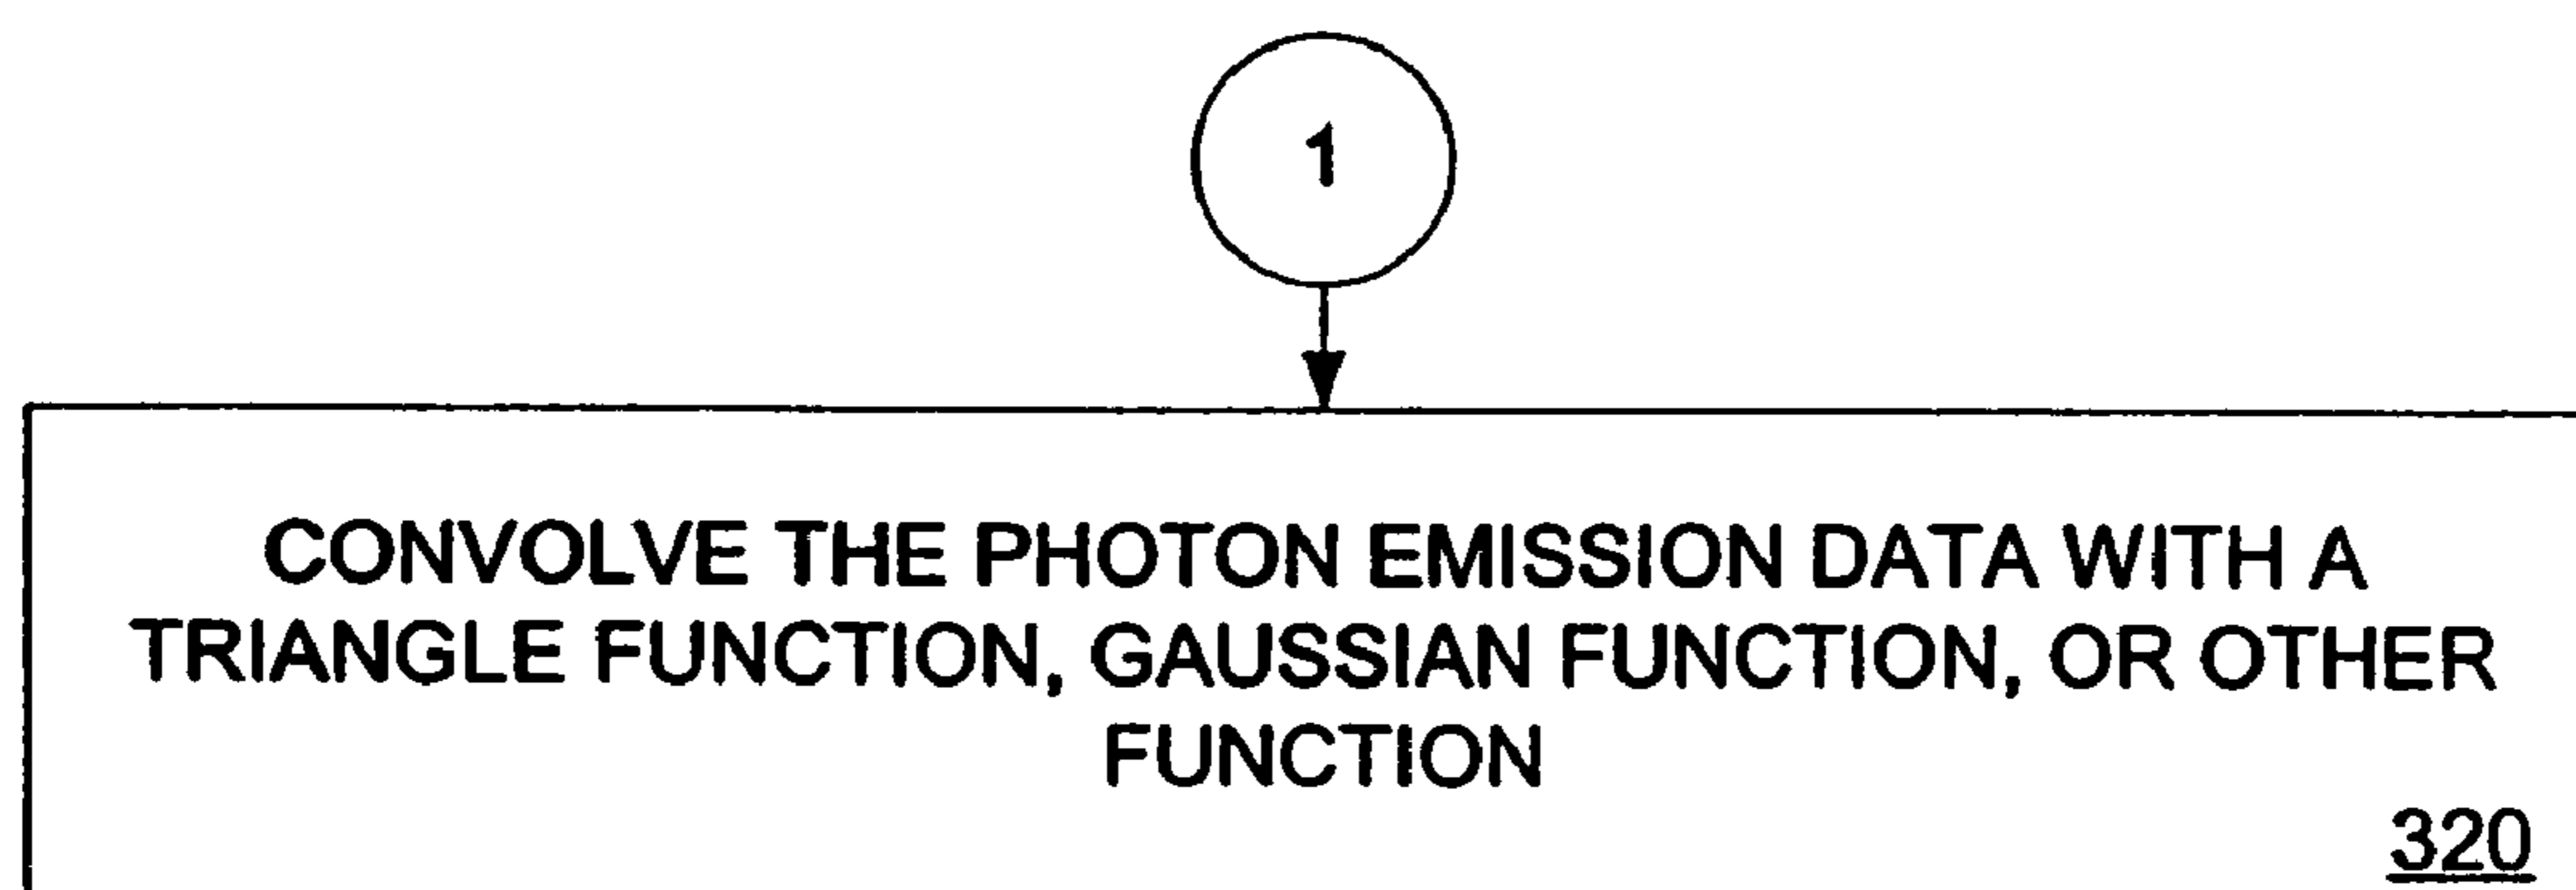 1
CONVOLVE THE PHOTON EMISSION DATA WITH A
TRIANGLE FUNCTION, GAUSSIAN FUNCTION, OR OTHER
FUNCTION
320